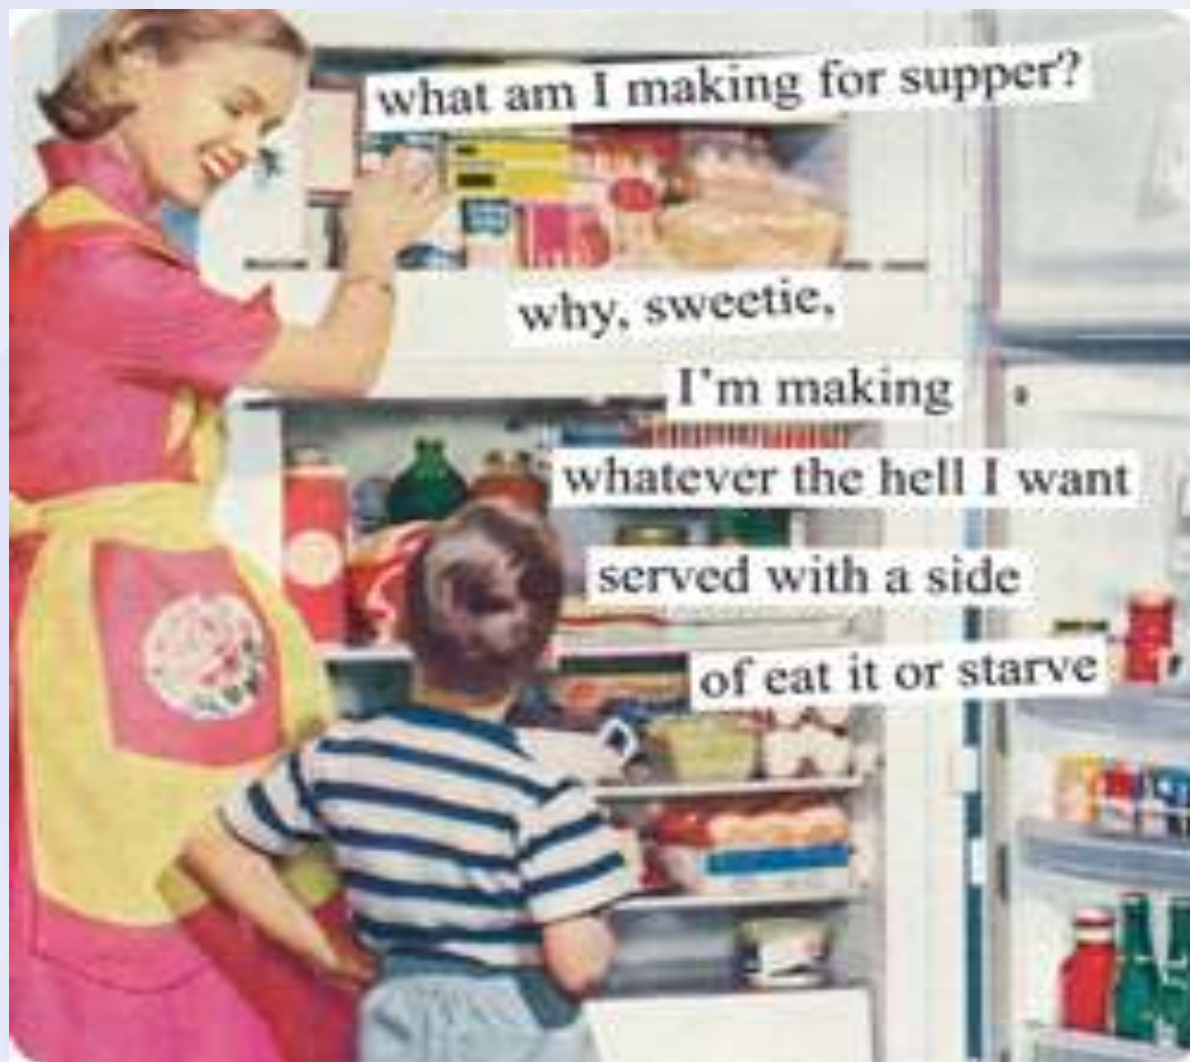 what am I making for supper?
why, sweetie,
I'm making
whatever the hell I want
served with a side
of eat it or starve